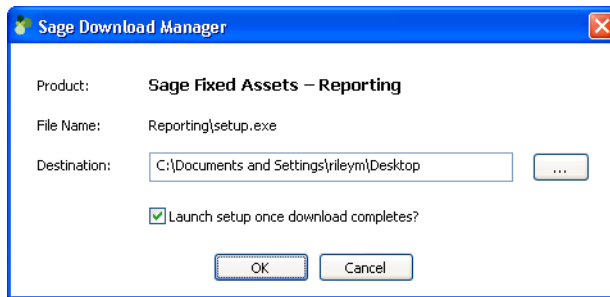 Sage Download Manager
Product: Sage Fixed Assets – Reporting
File Name: Reporting\setup.exe
Destination: C:\Documents and Settings\rileym\Desktop ...
Launch setup once download completes?
OK Cancel